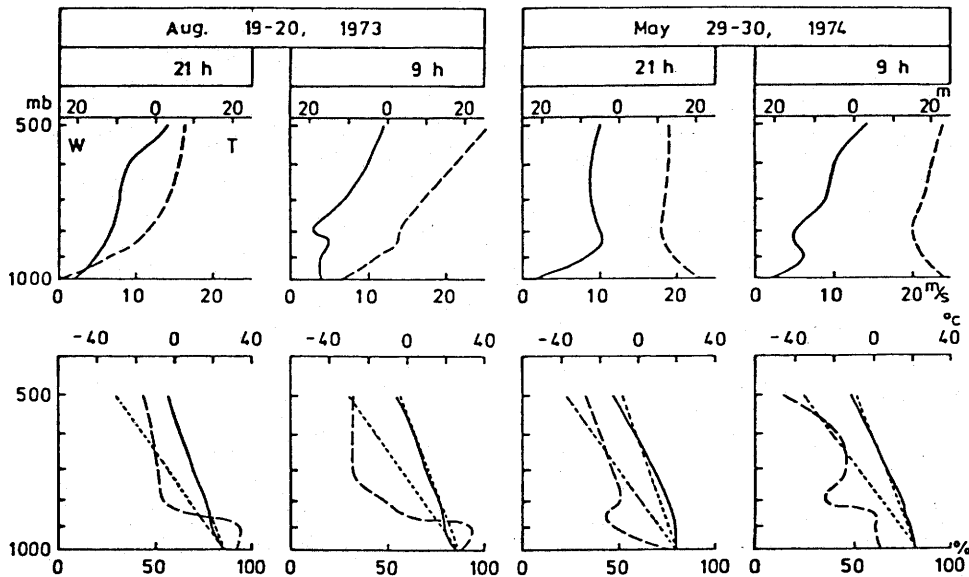 Aug. 19-20, 1973 May 29-30, 1974
21 h 9 h 21 h 9 h
mb 20 0 20 20 0 20 20 0 20 20 0 20 m
500
W T
1000
0 10 20 0 10 20 0 10 20 0 10 20 m/s
-40 0 40 -40 0 40 -40 0 40 -40 0 40 °C
500
1000
0 50 100 0 50 100 0 50 100 0 50 100 %